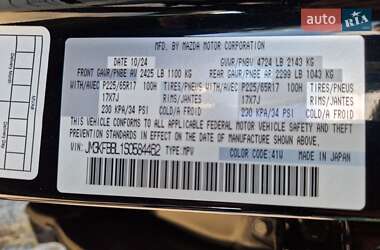 auto RIA
MFD. BY MAZDA MOTOR CORPORATION
DATE 10/24 GVWR/PNBV 4724 LB 2143 KG
FRONT GAWR/PNBE AV 2425 LB 1100 KG REAR GAWR/PNBE AR 2299 LB 1043 KG
WITH/AVEC P225/65R17 100H TIRES/PNEUS WITH/AVEC P225/65R17 100H TIRES/PNEUS
17X7J RIMS/JANTES 17X7J RIMS/JANTES
230 KPA/34 PSI COLD/A FROID 230 KPA/34 PSI COLD/A FROID
THIS VEHICLE CONFORMS TO ALL APPLICABLE FEDERAL MOTOR VEHICLE SAFETY, BUMPER, AND THEFT
PREVENTION STANDARDS IN EFFECT ON THE DATE OF MANUFACTURE SHOWN ABOVE.
VIN: TYPE: MPV COLOR CODE: 41W MADE IN JAPAN